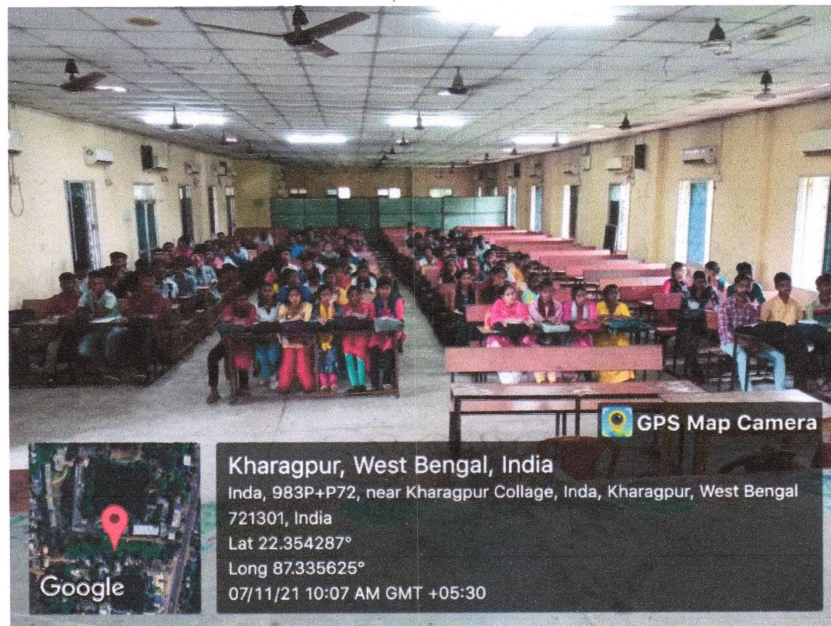 GPS Map Camera
Kharagpur, West Bengal, India
Inda, 983P+P72, near Kharagpur Collage, Inda, Kharagpur, West Bengal
721301, India
Lat 22.354287°
Long 87.335625°
07/11/21 10:07 AM GMT +05:30
Google